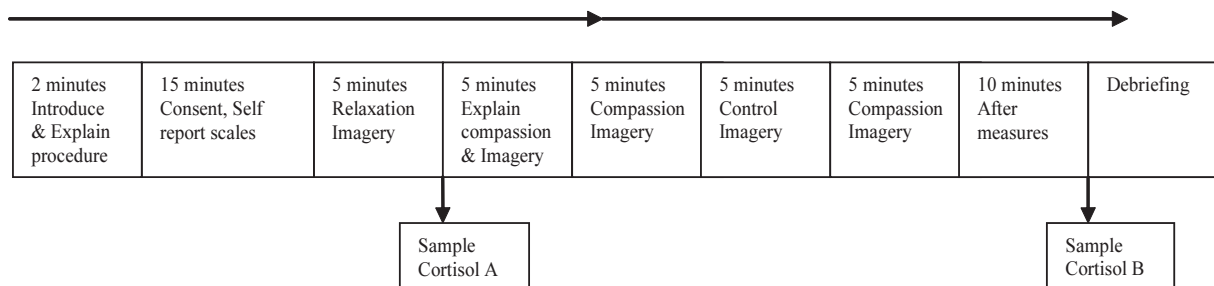 2 minutes
Introduce
& Explain
procedure
15 minutes
Consent, Self
report scales
5 minutes
Relaxation
Imagery
5 minutes
Explain
compassion
& Imagery
5 minutes
Compassion
Imagery
5 minutes
Control
Imagery
5 minutes
Compassion
Imagery
10 minutes
After
measures
Debriefing
Sample
Cortisol A
Sample
Cortisol B